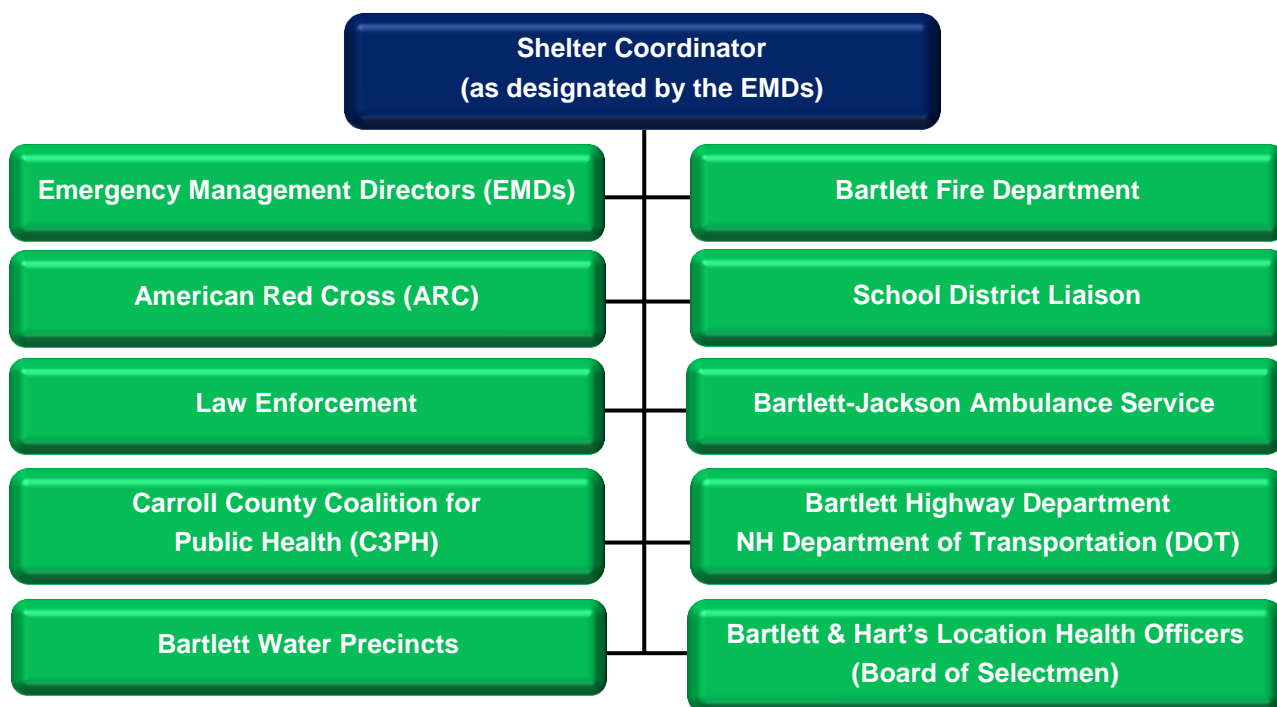 Shelter Coordinator
(as designated by the EMDs)
Emergency Management Directors (EMDs)
Bartlett Fire Department
American Red Cross (ARC)
School District Liaison
Law Enforcement
Bartlett-Jackson Ambulance Service
Carroll County Coalition for
Public Health (C3PH)
Bartlett Highway Department
NH Department of Transportation (DOT)
Bartlett Water Precincts
Bartlett & Hart’s Location Health Officers
(Board of Selectmen)